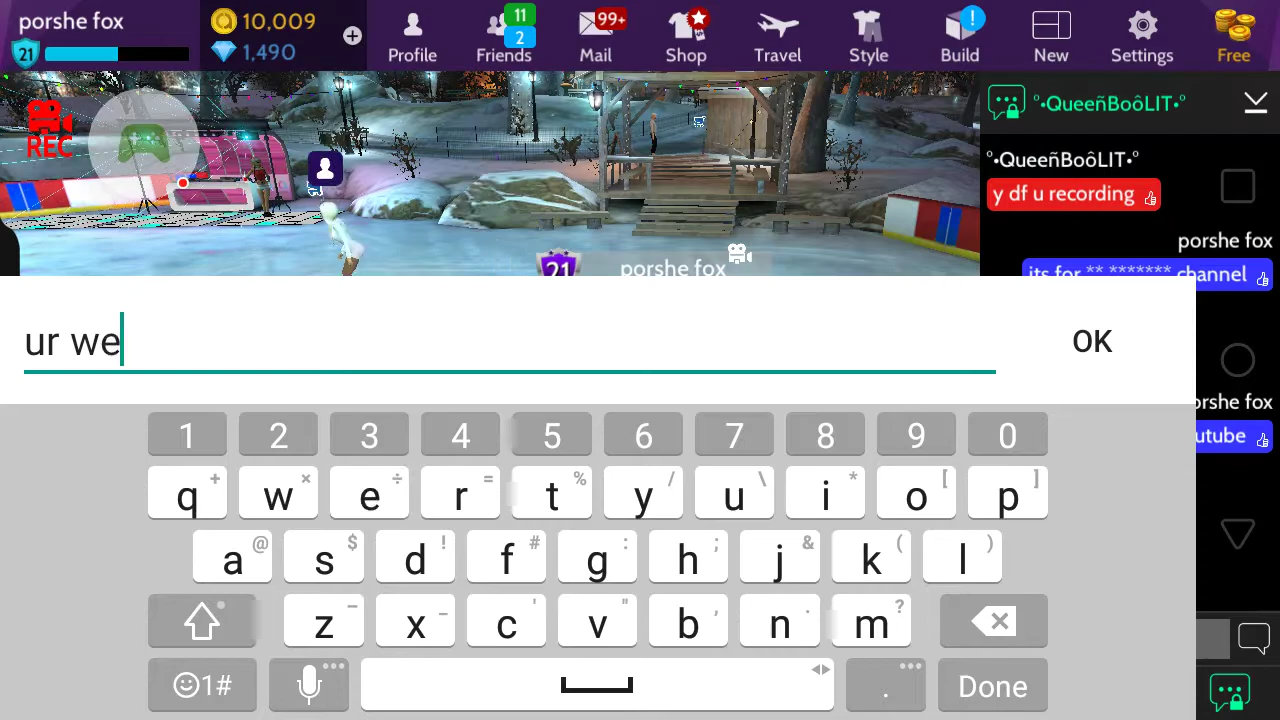 porshe fox
21
10,009
1,490
Profile
11
2
Friends
99+
Mail
Shop
Travel
Style
!
Build
New
Settings
Free
REC
21
porshe fox
°•QueeñBoôLIT•°
°•QueeñBoôLIT•°
y df u recording
porshe fox
its for ** ******* channel
orshe fox
utube
ur we
OK
1 2 3 4 5 6 7 8 9 0
q + w × e ÷ r = t % y / u \ i * o [ p ]
a @ s $ d ! f # g : h ; j & k ( l )
z – x _ c ' v " b , n . m ?
1# . Done